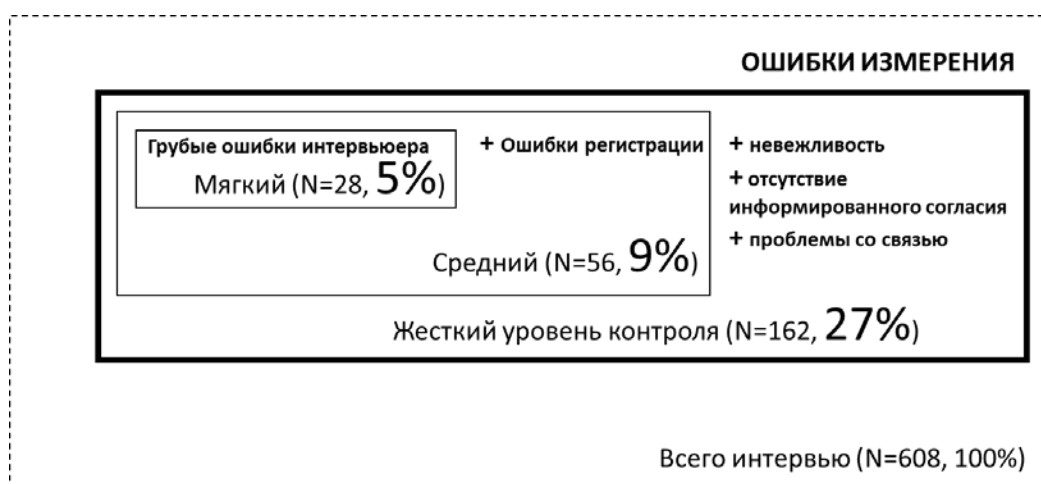 ОШИБКИ ИЗМЕРЕНИЯ
Грубые ошибки интервьюера
Мягкий (N=28, 5%)
+ Ошибки регистрации
Средний (N=56, 9%)
+ невежливость
+ отсутствие
информированного согласия
+ проблемы со связью
Жесткий уровень контроля (N=162, 27%)
Всего интервью (N=608, 100%)